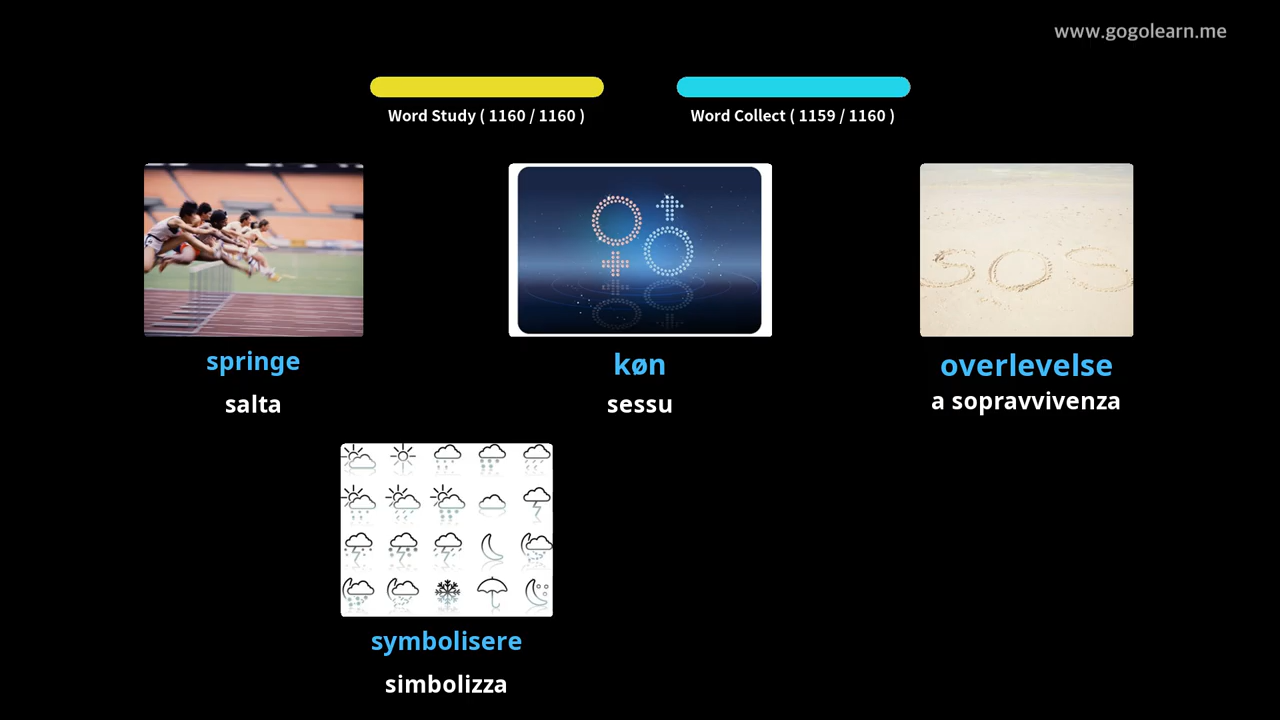 www.gogolearn.me
Word Study ( 1160 / 1160 )
Word Collect ( 1159 / 1160 )
SOS
springe
køn
overlevelse
salta
sessu
a sopravvivenza
symbolisere
simbolizza